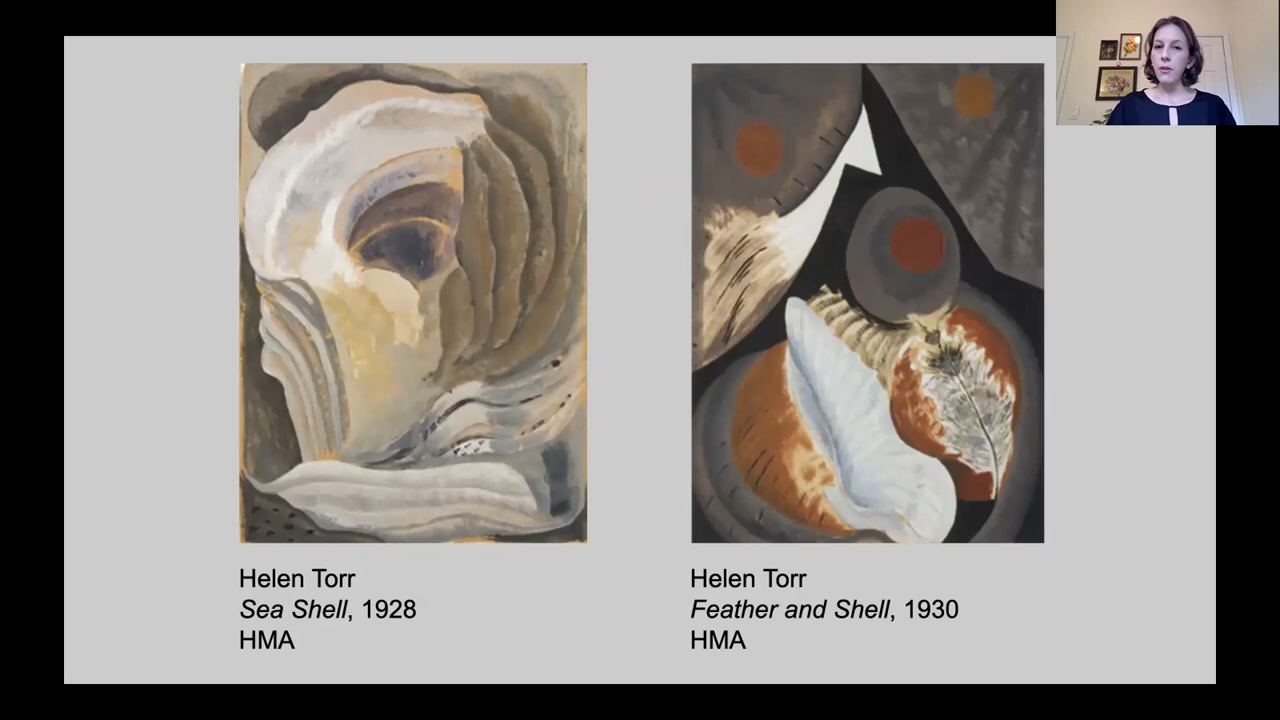 Helen Torr
Sea Shell, 1928
HMA
Helen Torr
Feather and Shell, 1930
HMA